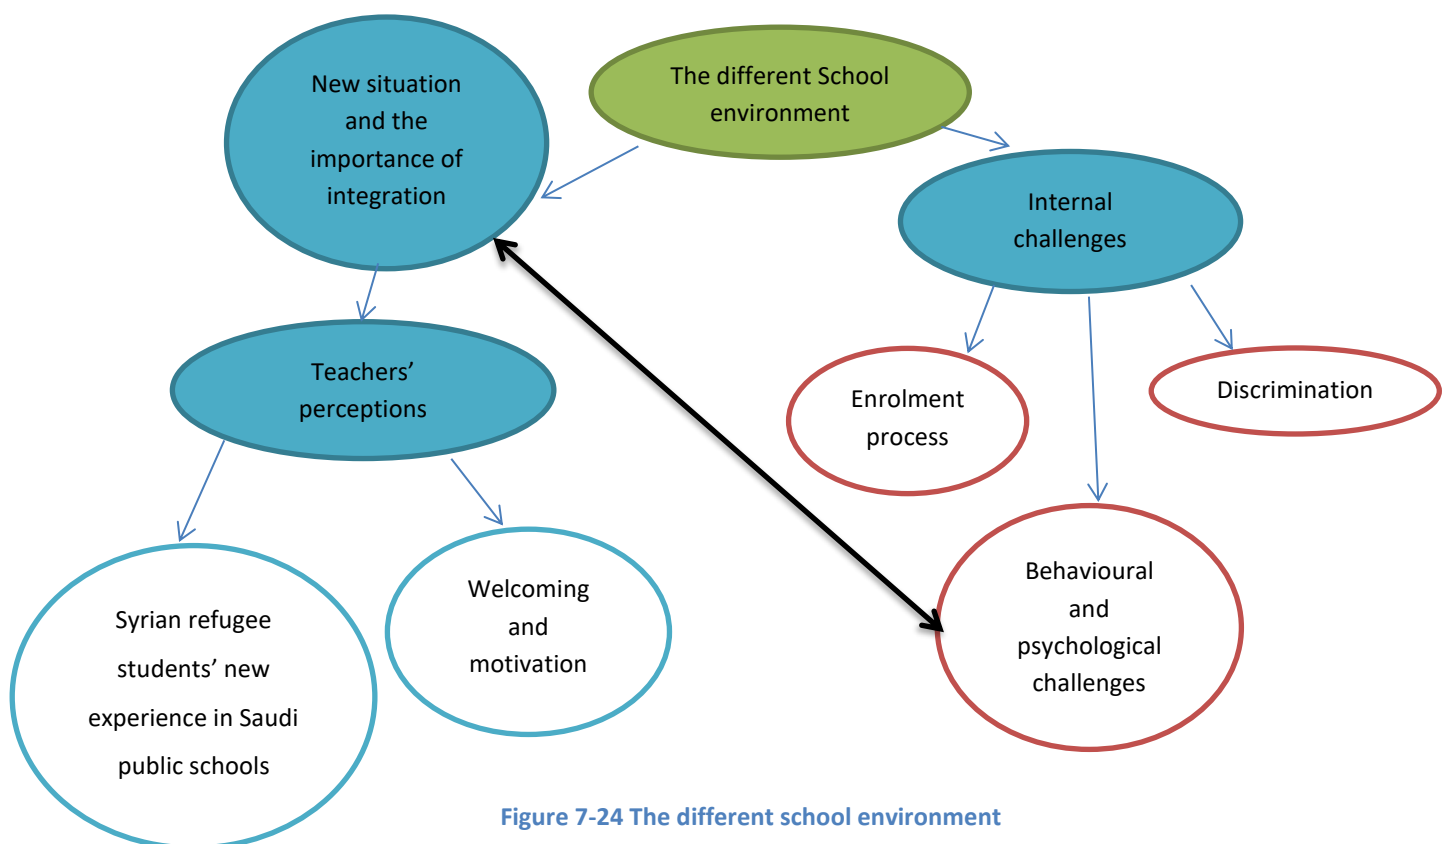 The different School
environment
New situation
and the
importance of
integration
Internal
challenges
Teachers’
perceptions
Enrolment
process
Discrimination
Syrian refugee
students’ new
experience in Saudi
public schools
Welcoming
and
motivation
Behavioural
and
psychological
challenges
Figure 7-24 The different school environment